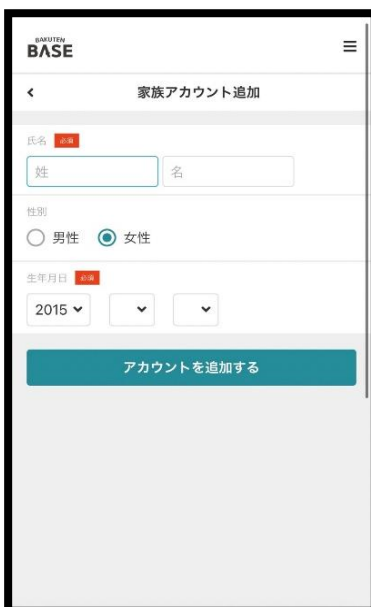 BAKUTEN
BASE
家族アカウント追加
氏名 必須
姓 名
性別
男性 女性
生年月日 必須
2015
アカウントを追加する